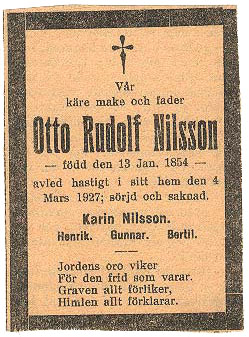 Vår
käre make och fader
Otto Rudolf Nilsson
— född den 13 Jan. 1854 —
avled hastigt i sitt hem den 4
Mars 1927; sörjd och saknad.
Karin Nilsson.
Henrik. Gunnar. Bertil.
Jordens oro viker
För den frid som varar.
Graven allt förliker,
Himlen allt förklarar.